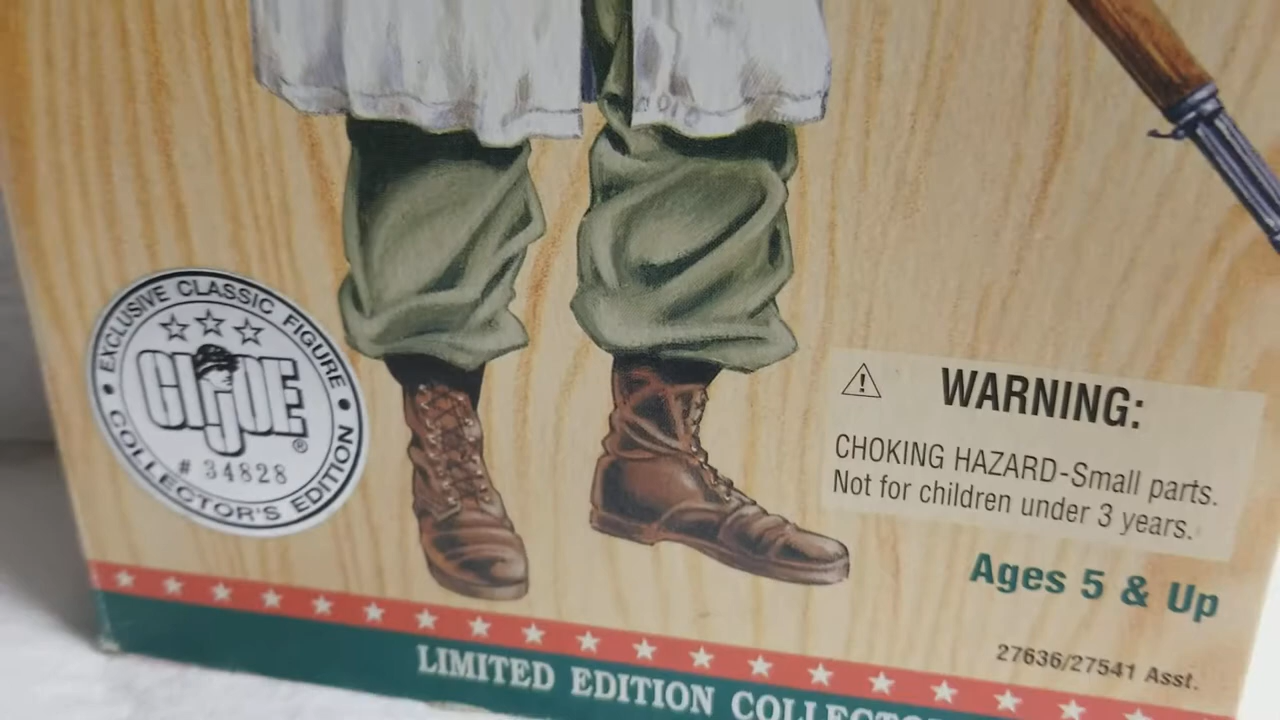 EXCLUSIVE CLASSIC FIGURE
GI JOE®
# 34828
COLLECTOR'S EDITION
WARNING:
CHOKING HAZARD-Small parts.
Not for children under 3 years.
Ages 5 & Up
27636/27541 Asst.
LIMITED EDITION